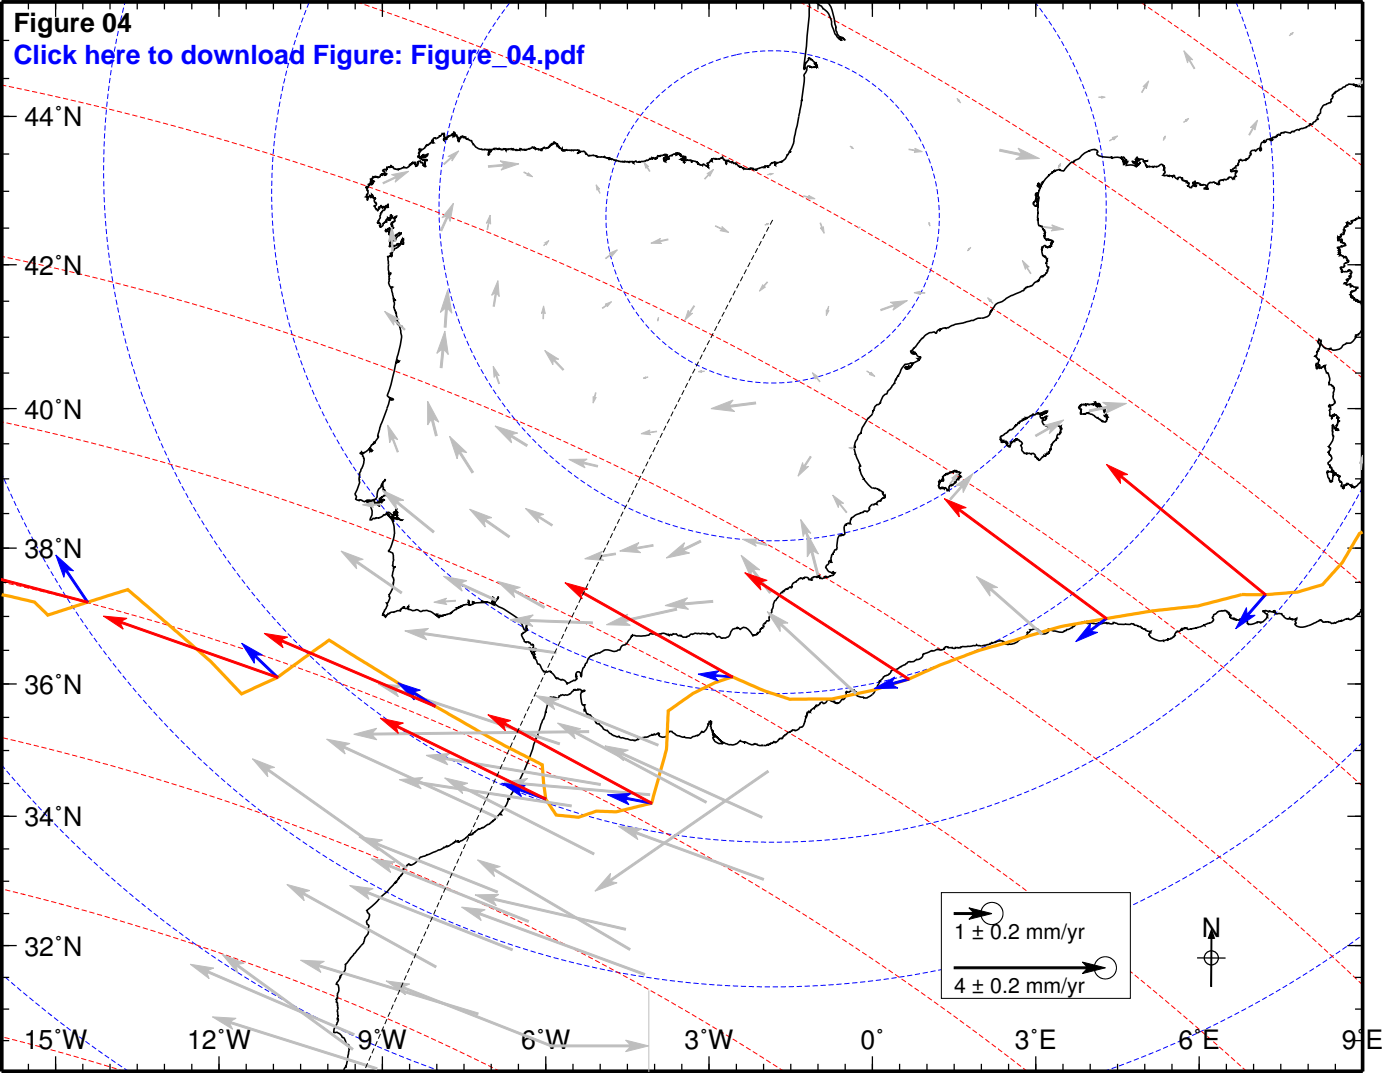 Figure 04
Click here to download Figure: Figure_04.pdf
44˚N
42˚N
40˚N
38˚N
36˚N
34˚N
32˚N
15˚W 12˚W 9˚W 6˚W 3˚W 0˚ 3˚E 6˚E 9˚E
1 ± 0.2 mm/yr
4 ± 0.2 mm/yr
N